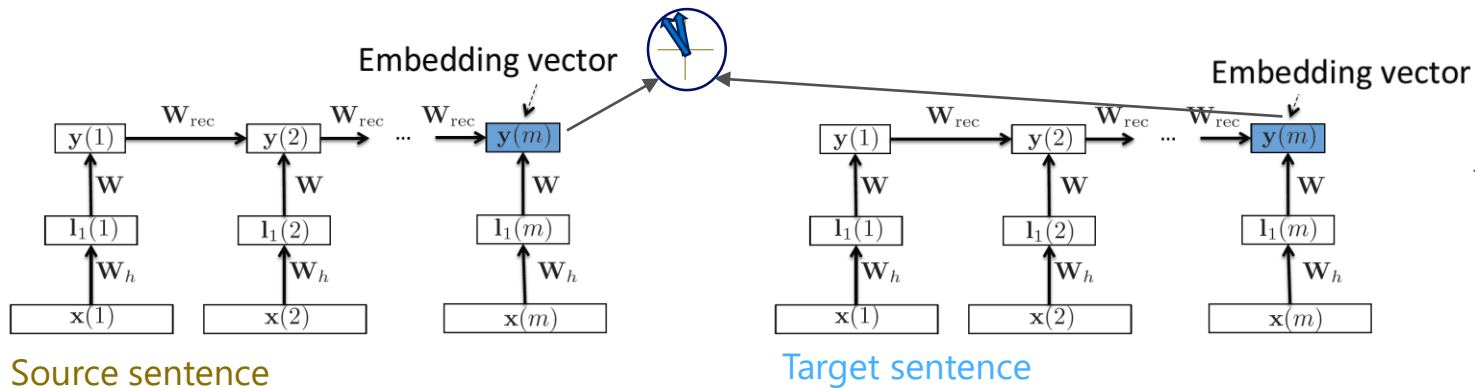 Embedding vector
Embedding vector
W_rec W_rec W_rec
y(1) y(2) ... y(m)
W W W
l_1(1) l_1(2) l_1(m)
W_h W_h W_h
x(1) x(2) x(m)
Source sentence
W_rec W_rec W_rec
y(1) y(2) ... y(m)
W W W
l_1(1) l_1(2) l_1(m)
W_h W_h W_h
x(1) x(2) x(m)
Target sentence